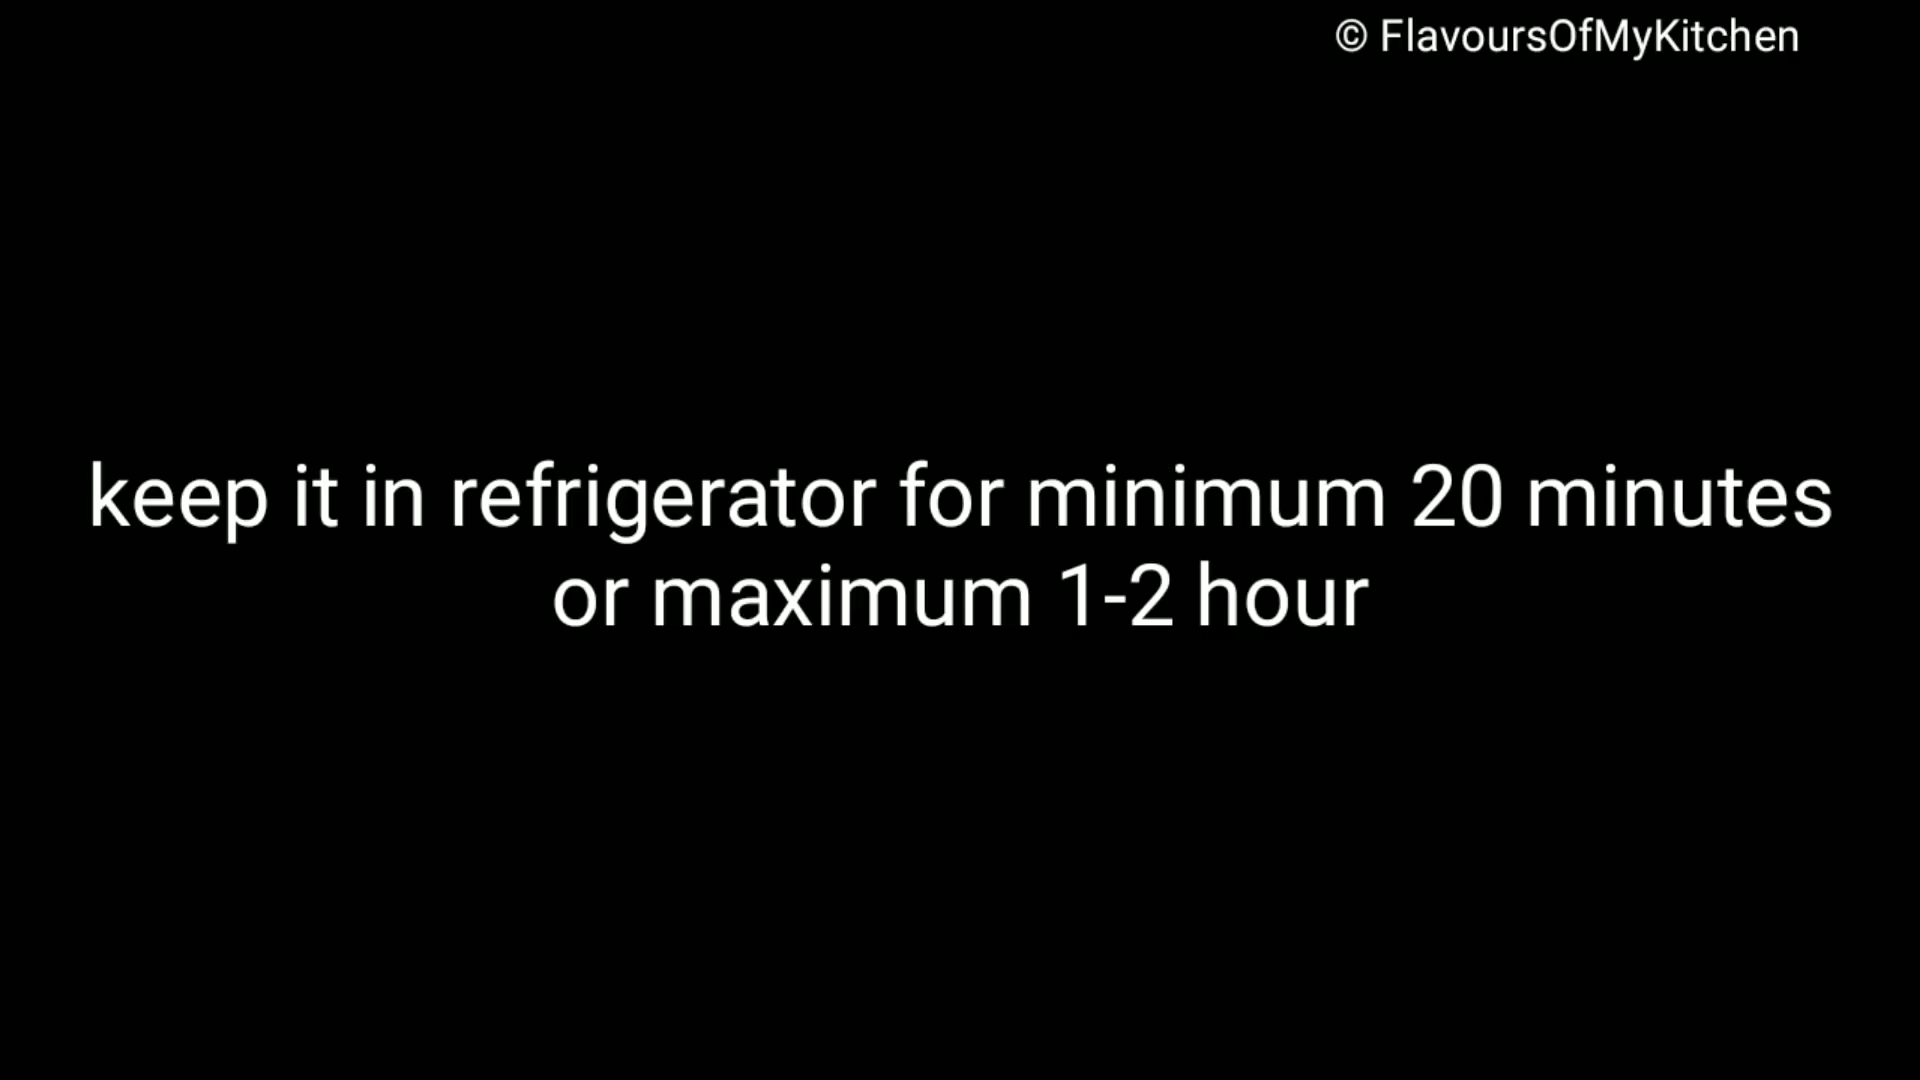 © FlavoursOfMyKitchen
keep it in refrigerator for minimum 20 minutes
or maximum 1-2 hour